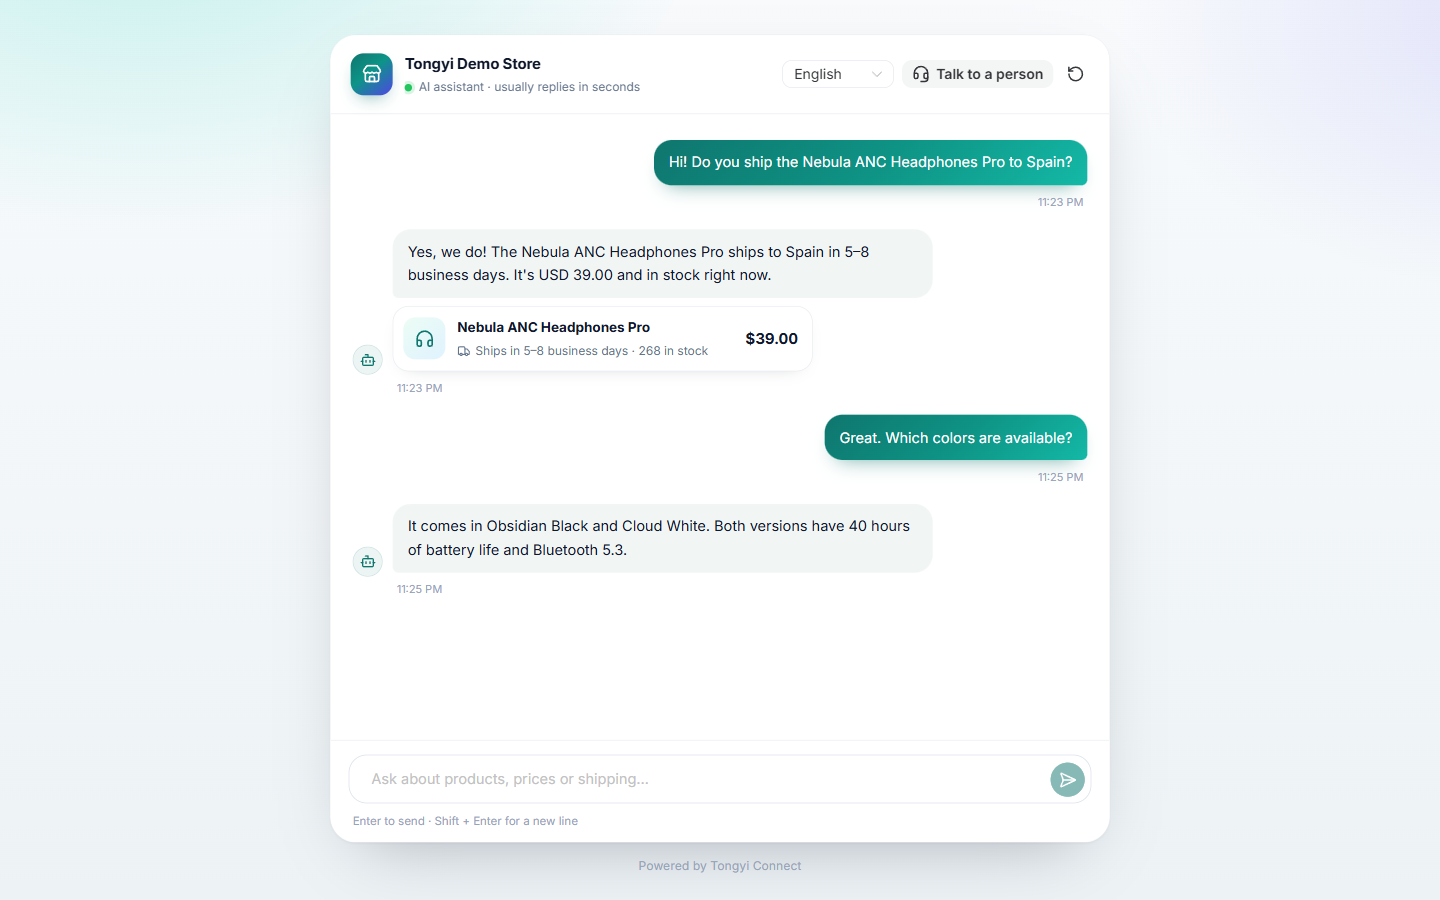 Tongyi Demo Store
AI assistant · usually replies in seconds
English
Talk to a person
Hi! Do you ship the Nebula ANC Headphones Pro to Spain?
11:23 PM
Yes, we do! The Nebula ANC Headphones Pro ships to Spain in 5–8
business days. It's USD 39.00 and in stock right now.
Nebula ANC Headphones Pro
Ships in 5–8 business days · 268 in stock
$39.00
11:23 PM
Great. Which colors are available?
11:25 PM
It comes in Obsidian Black and Cloud White. Both versions have 40 hours
of battery life and Bluetooth 5.3.
11:25 PM
Ask about products, prices or shipping...
Enter to send · Shift + Enter for a new line
Powered by Tongyi Connect